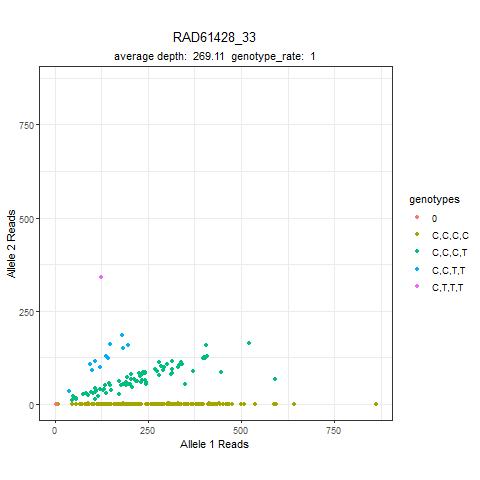 RAD61428_33
average depth: 269.11 genotype_rate: 1
750
500
250
0
Allele 2 Reads
0 250 500 750
Allele 1 Reads
genotypes
0
C,C,C,C
C,C,C,T
C,C,T,T
C,T,T,T